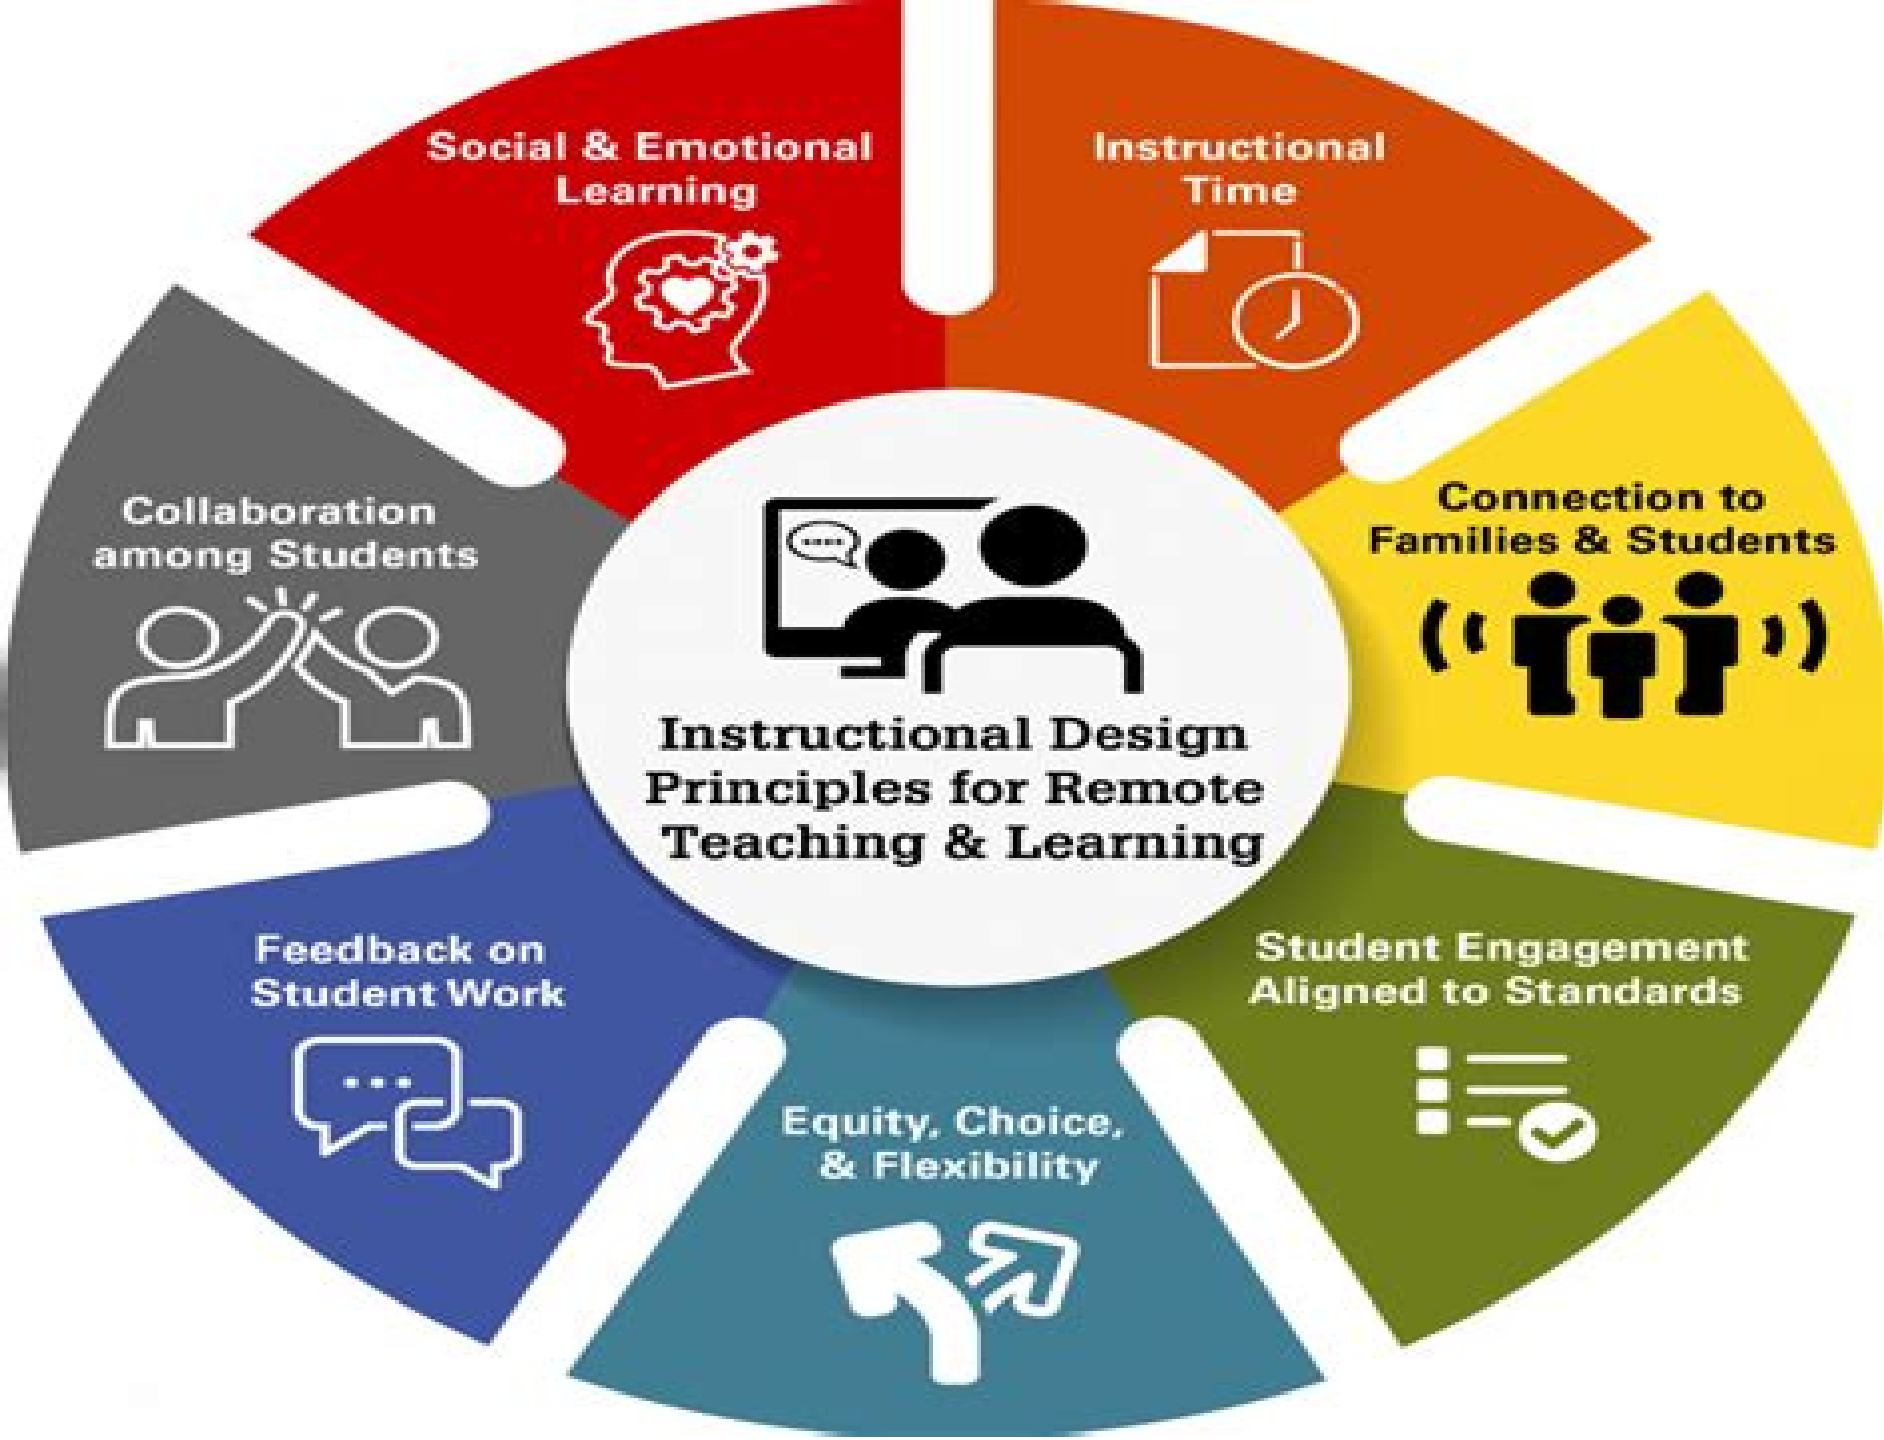 Social & Emotional
Learning
Instructional
Time
Connection to
Families & Students
Student Engagement
Aligned to Standards
Equity, Choice,
& Flexibility
Feedback on
Student Work
Collaboration
among Students
Instructional Design
Principles for Remote
Teaching & Learning